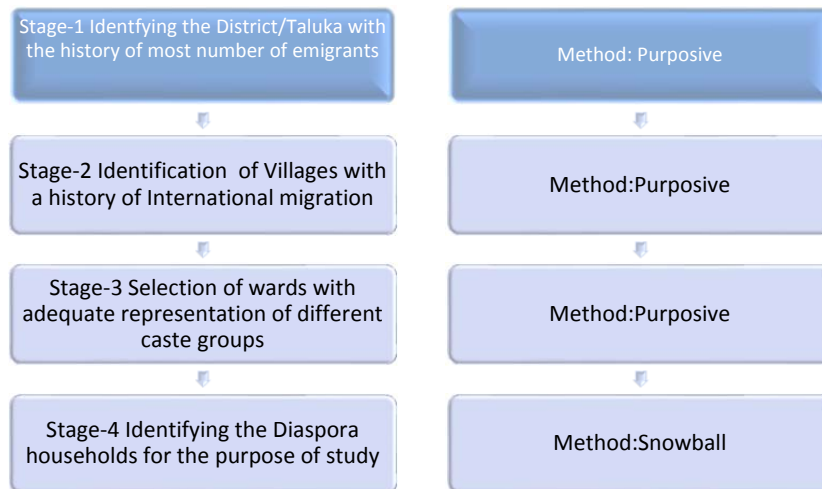 Stage-1 Identfying the District/Taluka with
the history of most number of emigrants
Method: Purposive
Stage-2 Identification of Villages with
a history of International migration
Method:Purposive
Stage-3 Selection of wards with
adequate representation of different
caste groups
Method:Purposive
Stage-4 Identifying the Diaspora
households for the purpose of study
Method:Snowball